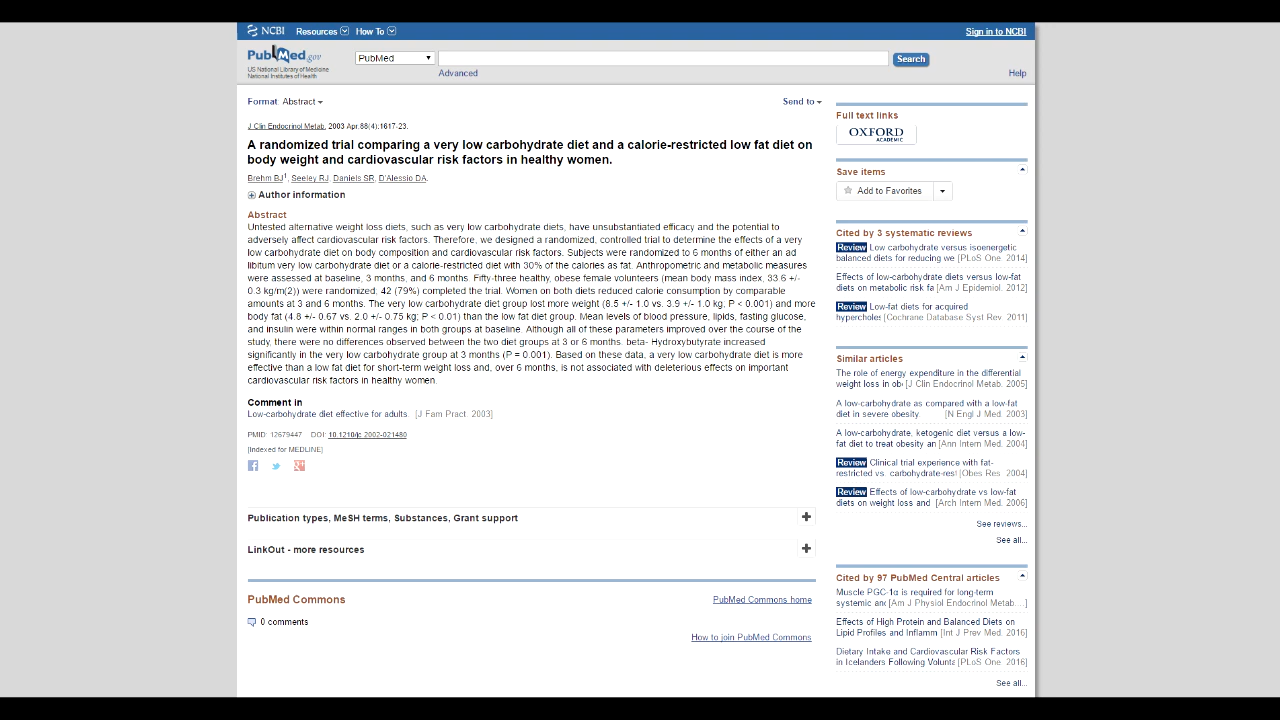 NCBI Resources How To Sign in to NCBI
PubMed.gov
US National Library of Medicine
National Institutes of Health
PubMed
Search
Advanced
Help
Format Abstract
Send to
J Clin Endocrinol Metab. 2003 Apr;88(4):1617-23.
A randomized trial comparing a very low carbohydrate diet and a calorie-restricted low fat diet on
body weight and cardiovascular risk factors in healthy women.
Brehm BJ1, Seeley RJ, Daniels SR, D'Alessio DA.
Author information
Abstract
Untested alternative weight loss diets, such as very low carbohydrate diets, have unsubstantiated efficacy and the potential to
adversely affect cardiovascular risk factors. Therefore, we designed a randomized, controlled trial to determine the effects of a very
low carbohydrate diet on body composition and cardiovascular risk factors. Subjects were randomized to 6 months of either an ad
libitum very low carbohydrate diet or a calorie-restricted diet with 30% of the calories as fat. Anthropometric and metabolic measures
were assessed at baseline, 3 months, and 6 months. Fifty-three healthy, obese female volunteers (mean body mass index, 33.6 +/-
0.3 kg/m(2)) were randomized; 42 (79%) completed the trial. Women on both diets reduced calorie consumption by comparable
amounts at 3 and 6 months. The very low carbohydrate diet group lost more weight (8.5 +/- 1.0 vs. 3.9 +/- 1.0 kg; P < 0.001) and more
body fat (4.8 +/- 0.67 vs. 2.0 +/- 0.75 kg; P < 0.01) than the low fat diet group. Mean levels of blood pressure, lipids, fasting glucose,
and insulin were within normal ranges in both groups at baseline. Although all of these parameters improved over the course of the
study, there were no differences observed between the two diet groups at 3 or 6 months. beta- Hydroxybutyrate increased
significantly in the very low carbohydrate group at 3 months (P = 0.001). Based on these data, a very low carbohydrate diet is more
effective than a low fat diet for short-term weight loss and, over 6 months, is not associated with deleterious effects on important
cardiovascular risk factors in healthy women.
Comment in
Low-carbohydrate diet effective for adults. [J Fam Pract. 2003]
PMID: 12679447 DOI: 10.1210/jc.2002-021480
[Indexed for MEDLINE]
Publication types, MeSH terms, Substances, Grant support
LinkOut - more resources
PubMed Commons
PubMed Commons home
0 comments
How to join PubMed Commons
Full text links
OXFORD
ACADEMIC
Save items
Add to Favorites
Cited by 3 systematic reviews
Review Low carbohydrate versus isoenergetic
balanced diets for reducing we [PLoS One. 2014]
Effects of low-carbohydrate diets versus low-fat
diets on metabolic risk fa [Am J Epidemiol. 2012]
Review Low-fat diets for acquired
hypercholes [Cochrane Database Syst Rev. 2011]
Similar articles
The role of energy expenditure in the differential
weight loss in ob [J Clin Endocrinol Metab. 2005]
A low-carbohydrate as compared with a low-fat
diet in severe obesity. [N Engl J Med. 2003]
A low-carbohydrate, ketogenic diet versus a low-
fat diet to treat obesity an [Ann Intern Med. 2004]
Review Clinical trial experience with fat-
restricted vs. carbohydrate-rest [Obes Res. 2004]
Review Effects of low-carbohydrate vs low-fat
diets on weight loss and [Arch Intern Med. 2006]
See reviews...
See all...
Cited by 97 PubMed Central articles
Muscle PGC-1α is required for long-term
systemic and [Am J Physiol Endocrinol Metab....]
Effects of High Protein and Balanced Diets on
Lipid Profiles and Inflamm [Int J Prev Med. 2016]
Dietary Intake and Cardiovascular Risk Factors
in Icelanders Following Volunta [PLoS One. 2016]
See all...